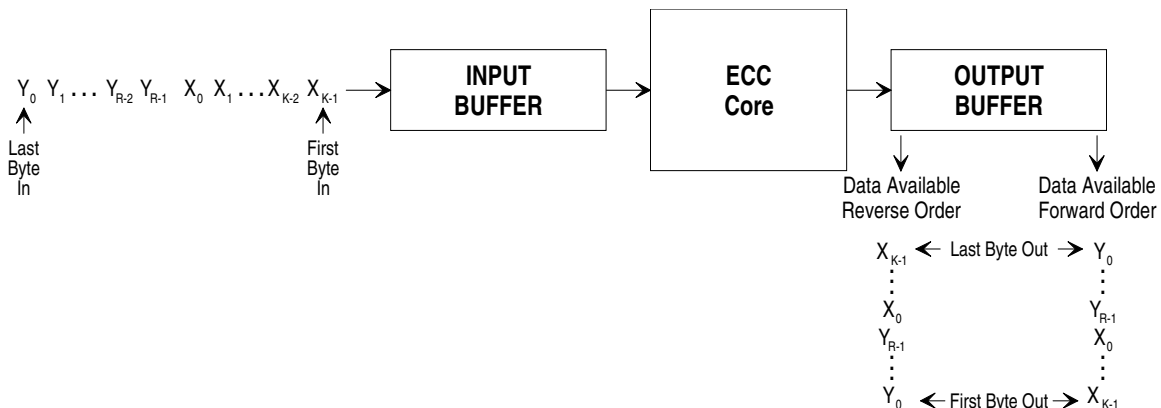 Y0 Y1 ... YR-2 YR-1 X0 X1 ... XK-2 XK-1
Last
Byte
In
First
Byte
In
INPUT
BUFFER
ECC
Core
OUTPUT
BUFFER
Data Available
Reverse Order
Data Available
Forward Order
XK-1 Last Byte Out Y0
X0 YR-1
YR-1 X0
Y0 First Byte Out XK-1